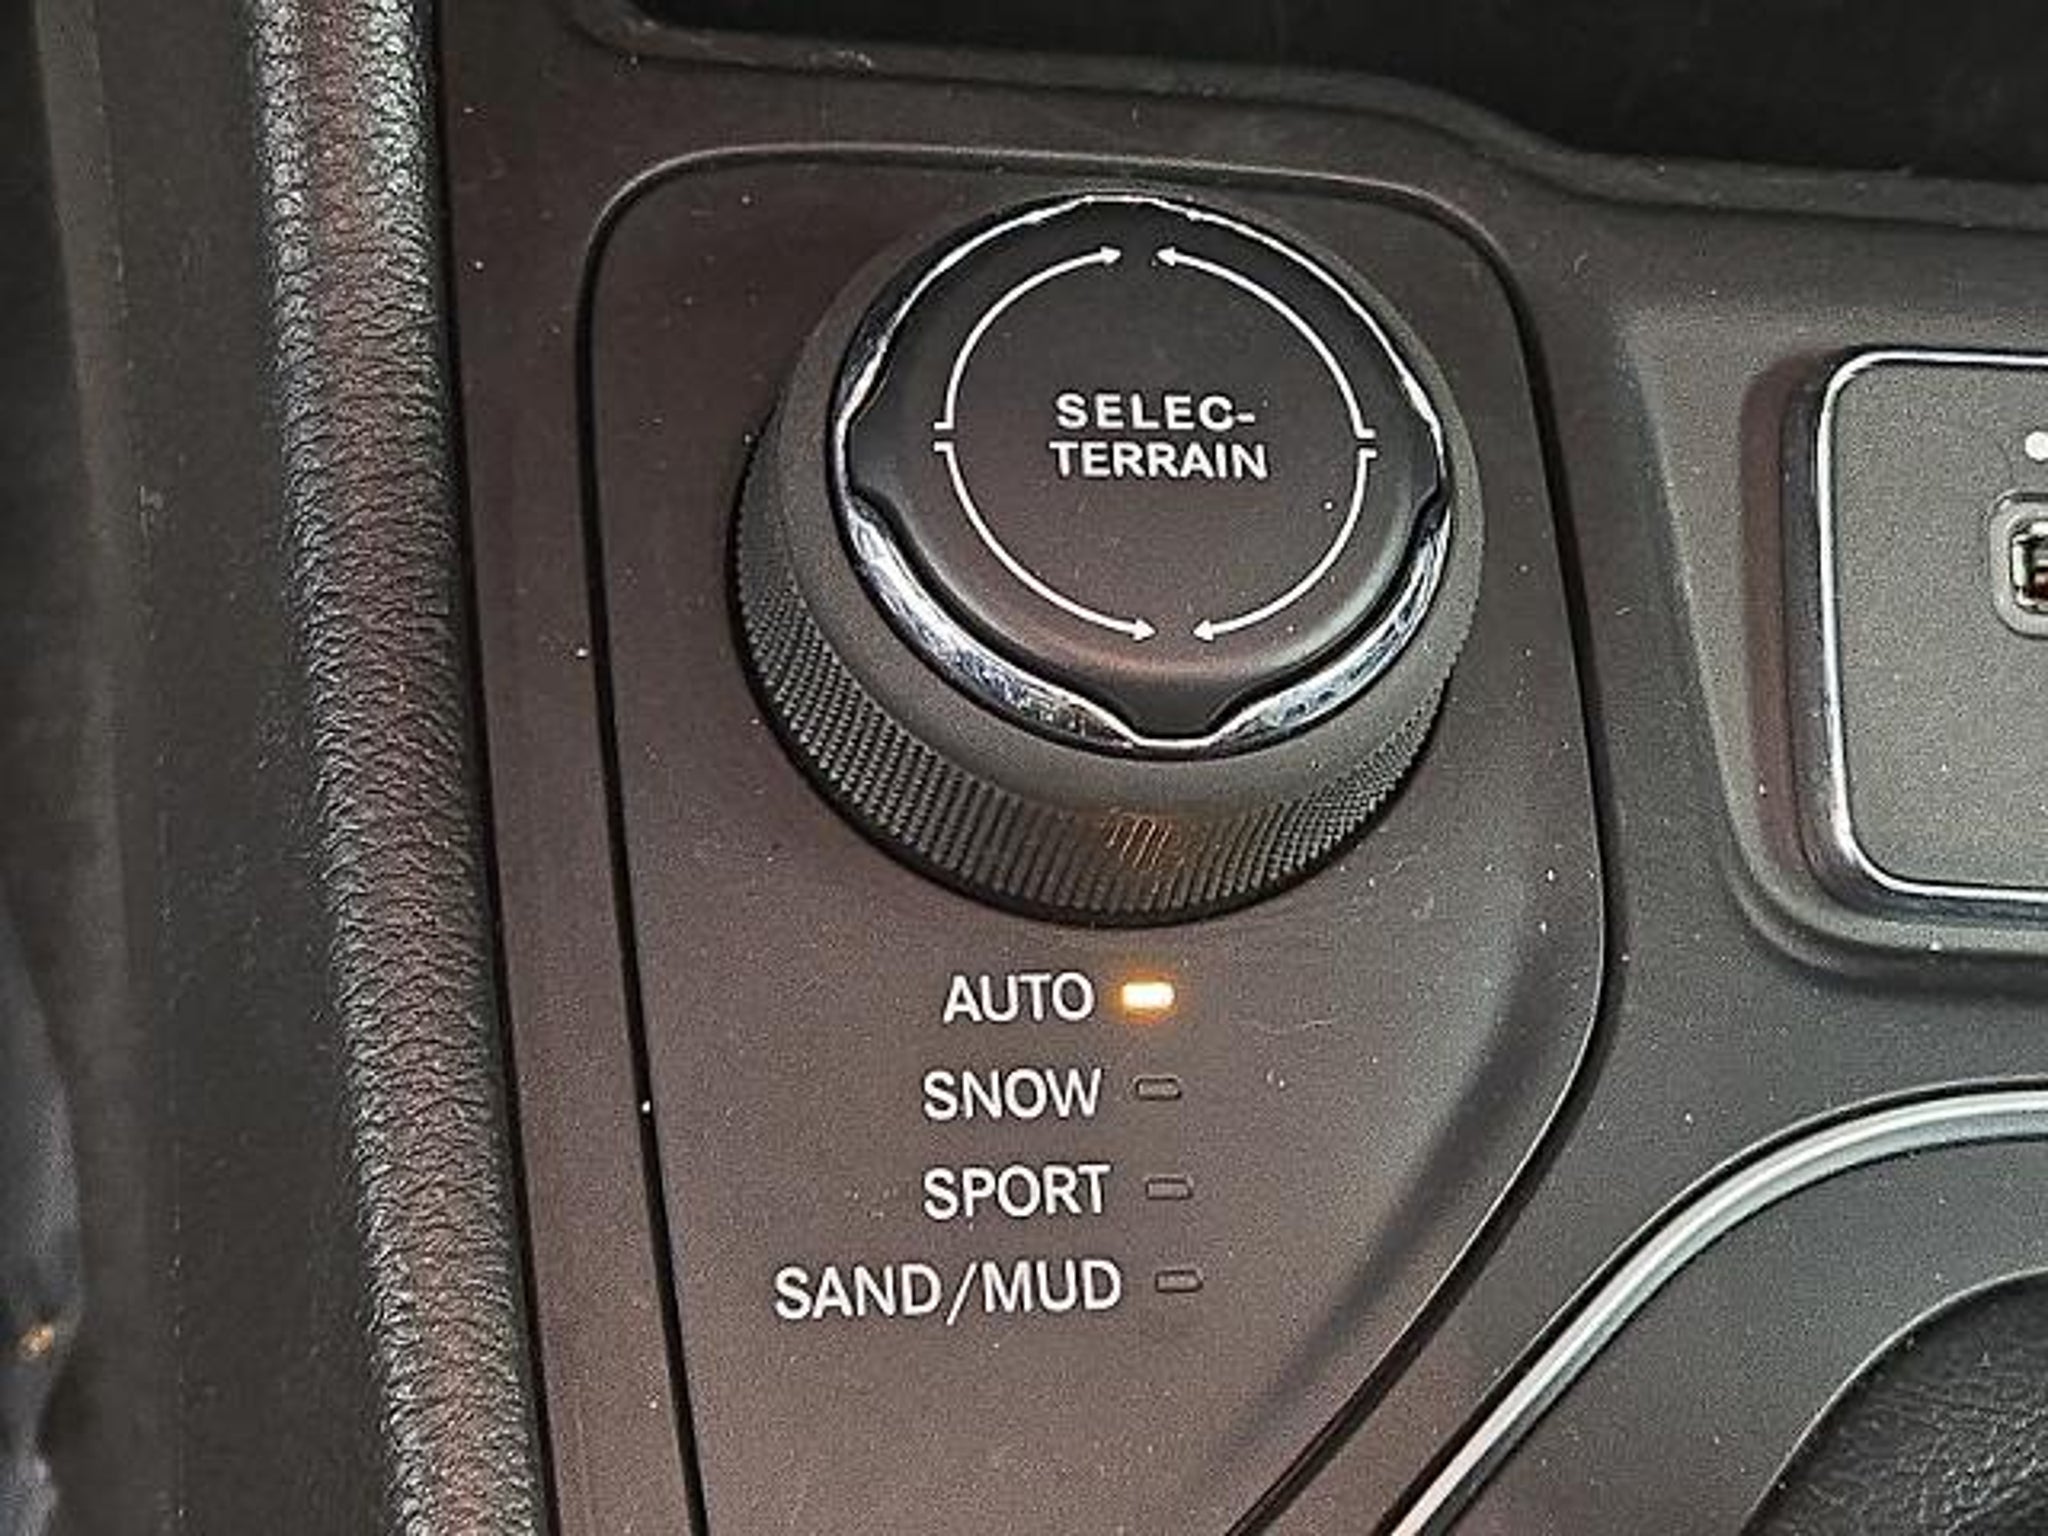 SELEC-
TERRAIN
AUTO
SNOW
SPORT
SAND/MUD